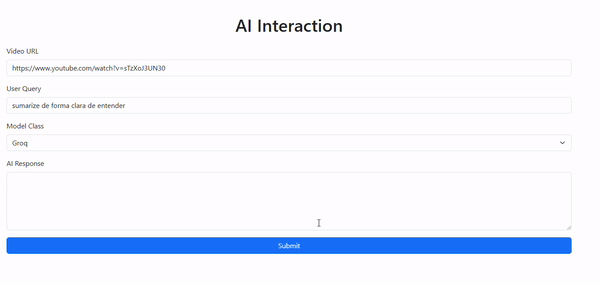 AI Interaction
Video URL
https://www.youtube.com/watch?v=sTzXoJ3UN30
User Query
sumarize de forma clara de entender
Model Class
Groq
AI Response
Submit